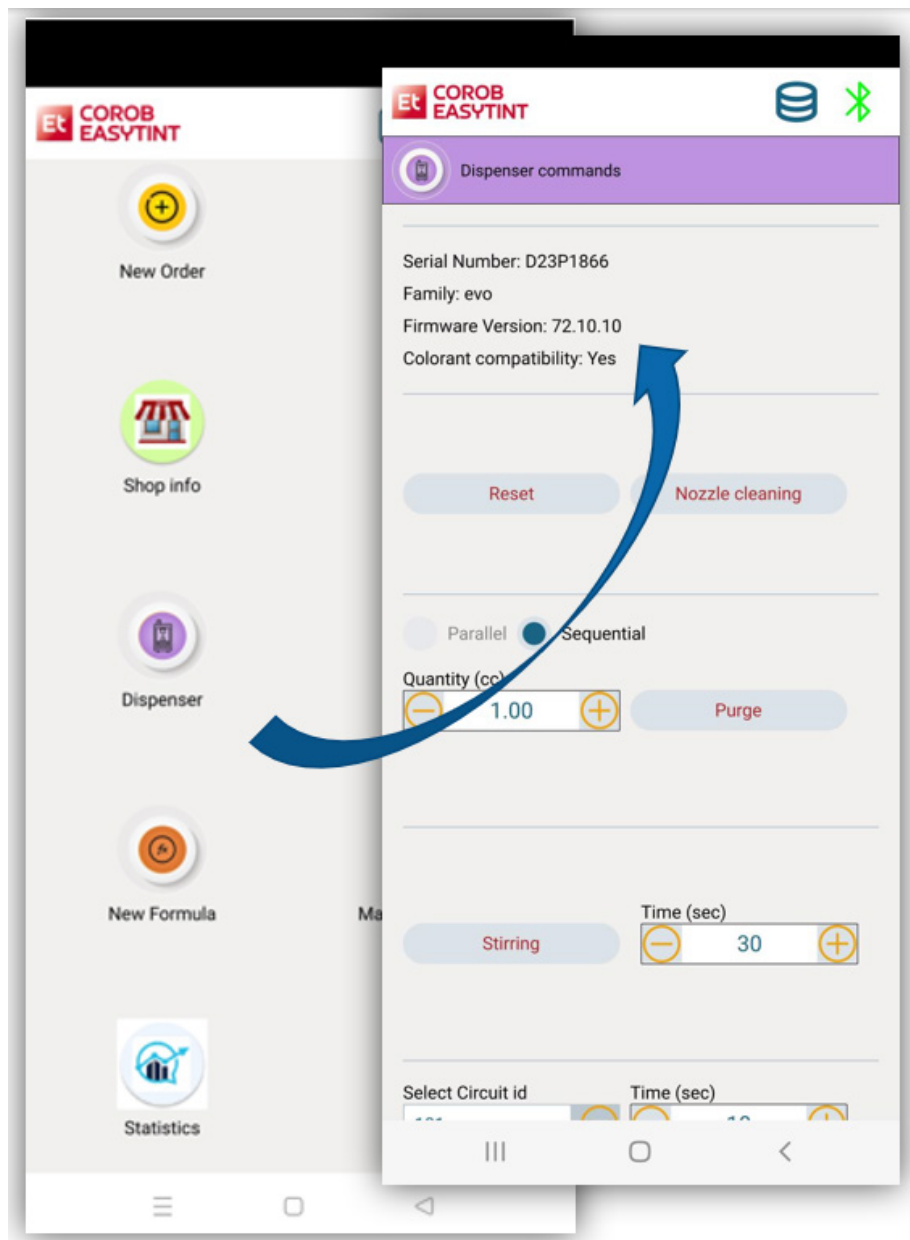 Et COROB
EASYTINT
New Order
Shop info
Dispenser
New Formula
Ma
Statistics
Et COROB
EASYTINT
Dispenser commands
Serial Number: D23P1866
Family: evo
Firmware Version: 72.10.10
Colorant compatibility: Yes
Reset
Nozzle cleaning
Parallel
Sequential
Quantity (cc)
1.00
Purge
Time (sec)
Stirring
30
Select Circuit id
Time (sec)